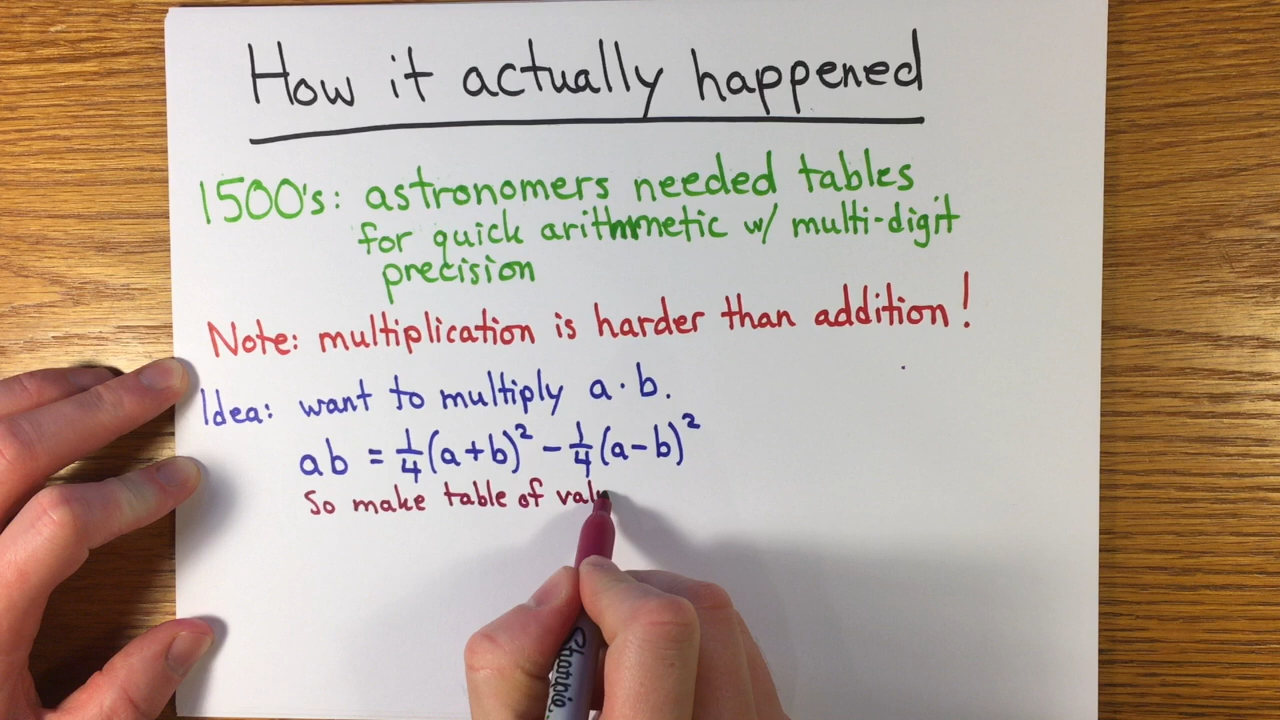 How it actually happened
1500's: astronomers needed tables
for quick arithmetic w/ multi-digit
precision
Note: multiplication is harder than addition!
Idea: want to multiply a · b.
ab = 1/4 (a+b)² - 1/4 (a-b)²
So make table of valu
Sharpie